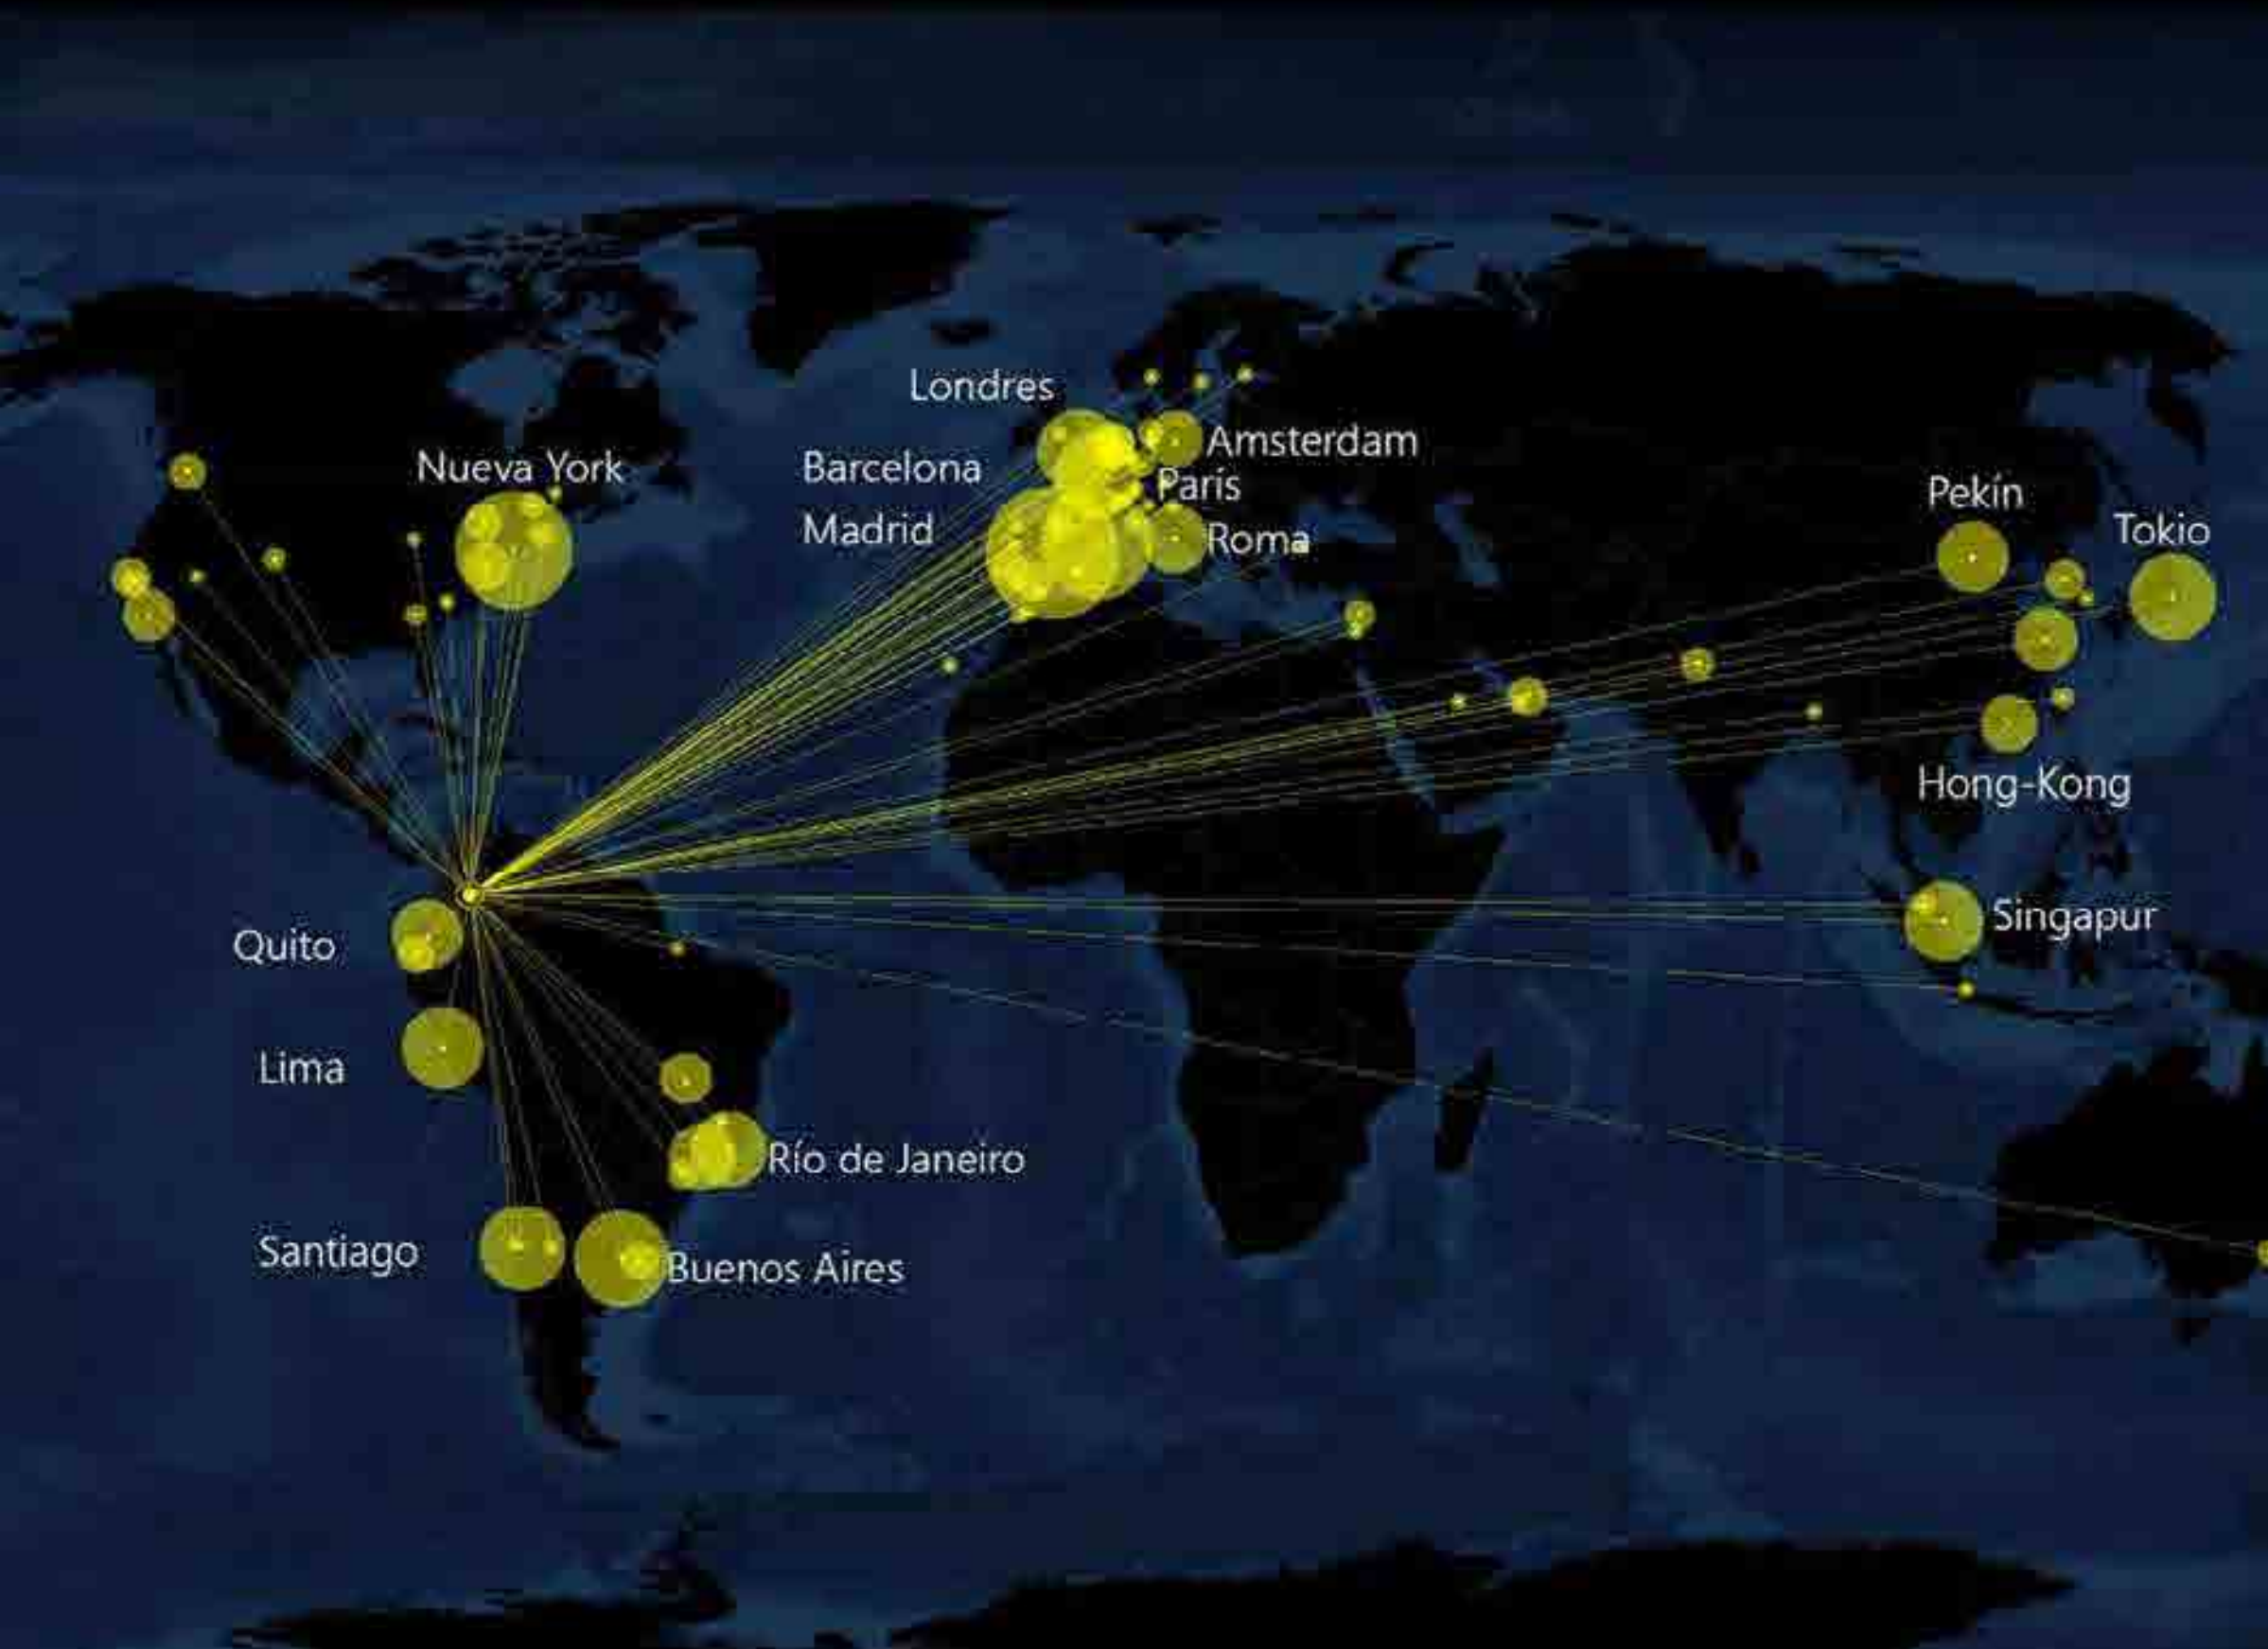 Londres
Nueva York
Barcelona
Amsterdam
París
Madrid
Roma
Pekín
Tokio
Hong-Kong
Quito
Singapur
Lima
Río de Janeiro
Santiago
Buenos Aires